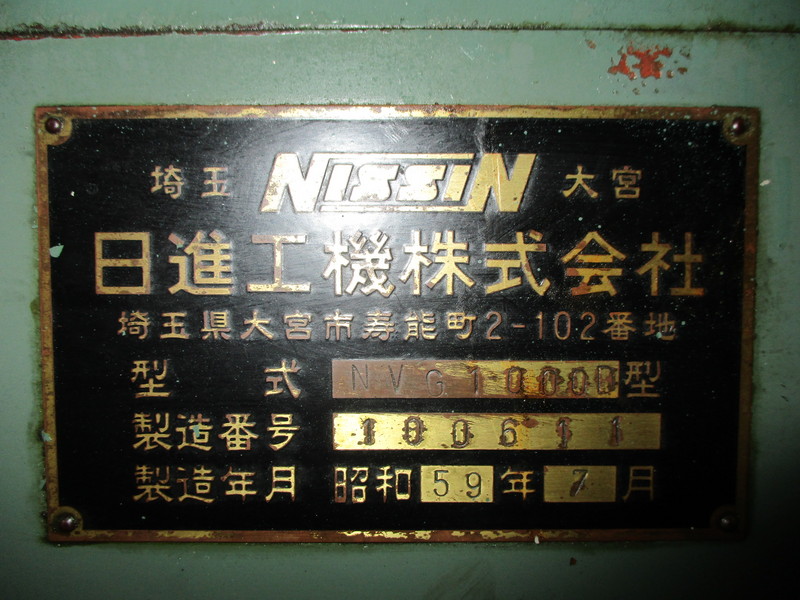 埼玉 NISSIN 大宮
日進工機株式会社
埼玉県大宮市寿能町2-102番地
型式 型
製造番号
製造年月 昭和59年7月